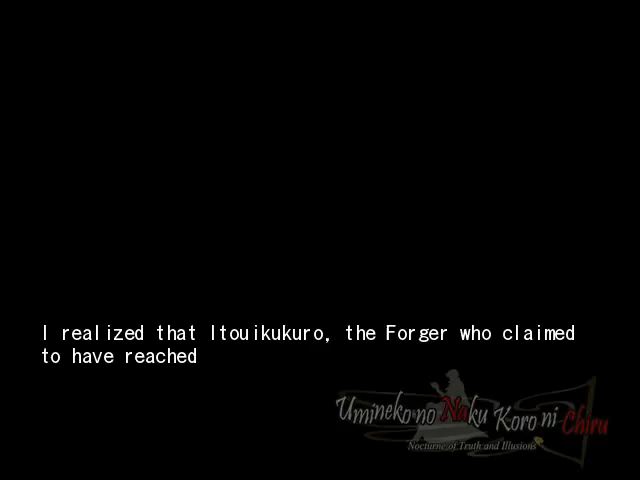 I realized that Itouikukuro, the Forger who claimed
to have reached
Umineko no Naku Koro ni Chiru
Nocturne of Truth and Illusions